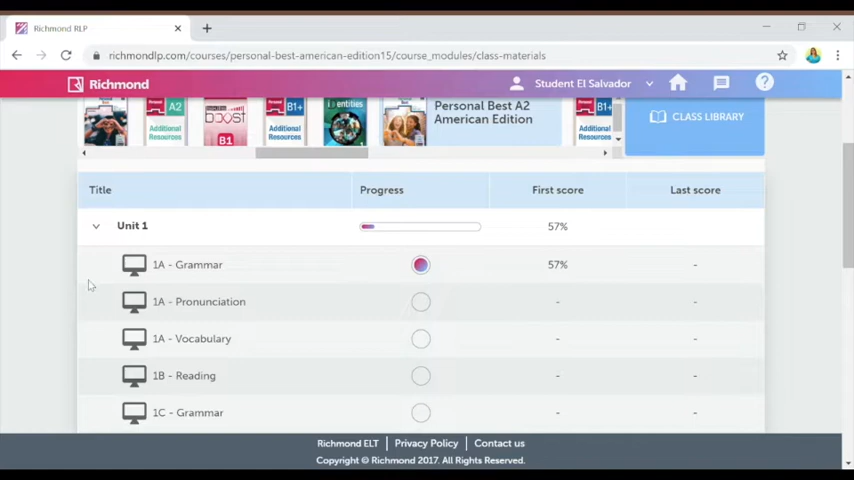 Richmond RLP
richmondlp.com/courses/personal-best-american-edition15/course_modules/class-materials
Richmond
Student El Salvador
A2
Additional
Resources
boost
B1
B1+
Additional
Resources
identities
Personal Best A2
American Edition
B1+
Additional
Resources
CLASS LIBRARY
Title Progress First score Last score
Unit 1 57%
1A - Grammar 57% -
1A - Pronunciation - -
1A - Vocabulary - -
1B - Reading - -
1C - Grammar - -
Richmond ELT | Privacy Policy | Contact us
Copyright © Richmond 2017. All Rights Reserved.